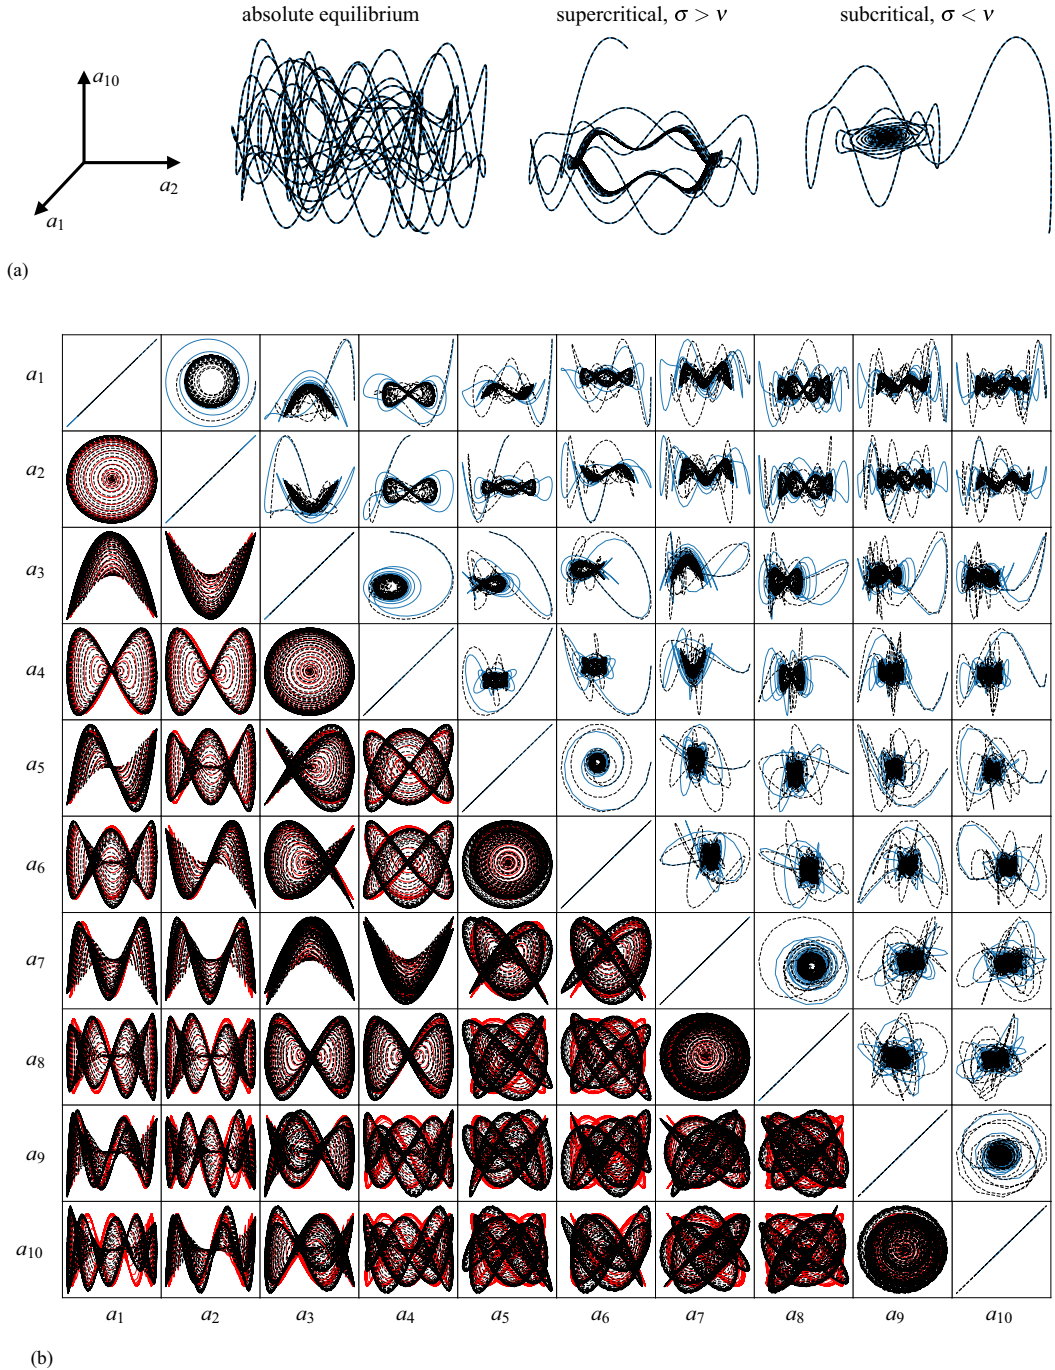 absolute equilibrium
supercritical, σ > ν
subcritical, σ < ν
a10
a2
a1
(a)
a1
a2
a3
a4
a5
a6
a7
a8
a9
a10
a1 a2 a3 a4 a5 a6 a7 a8 a9 a10
(b)